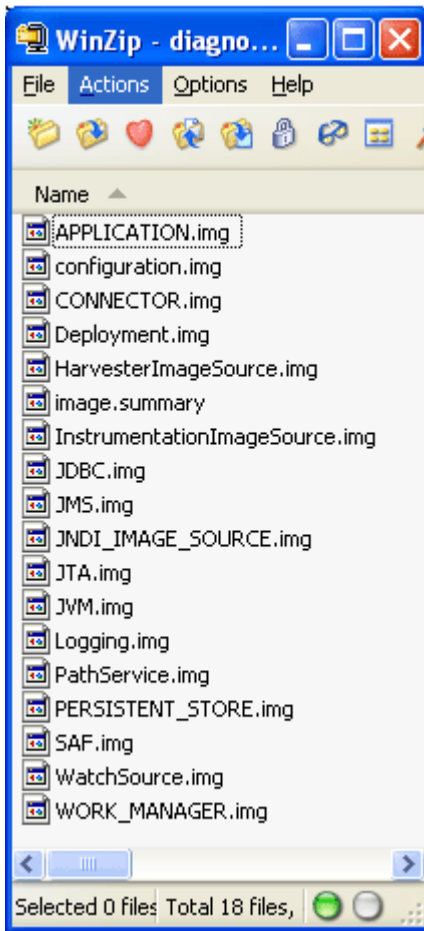 WinZip - diagno...
File Actions Options Help
Name
APPLICATION.img
configuration.img
CONNECTOR.img
Deployment.img
HarvesterImageSource.img
image.summary
InstrumentationImageSource.img
JDBC.img
JMS.img
JNDI_IMAGE_SOURCE.img
JTA.img
JVM.img
Logging.img
PathService.img
PERSISTENT_STORE.img
SAF.img
WatchSource.img
WORK_MANAGER.img
Selected 0 files Total 18 files,